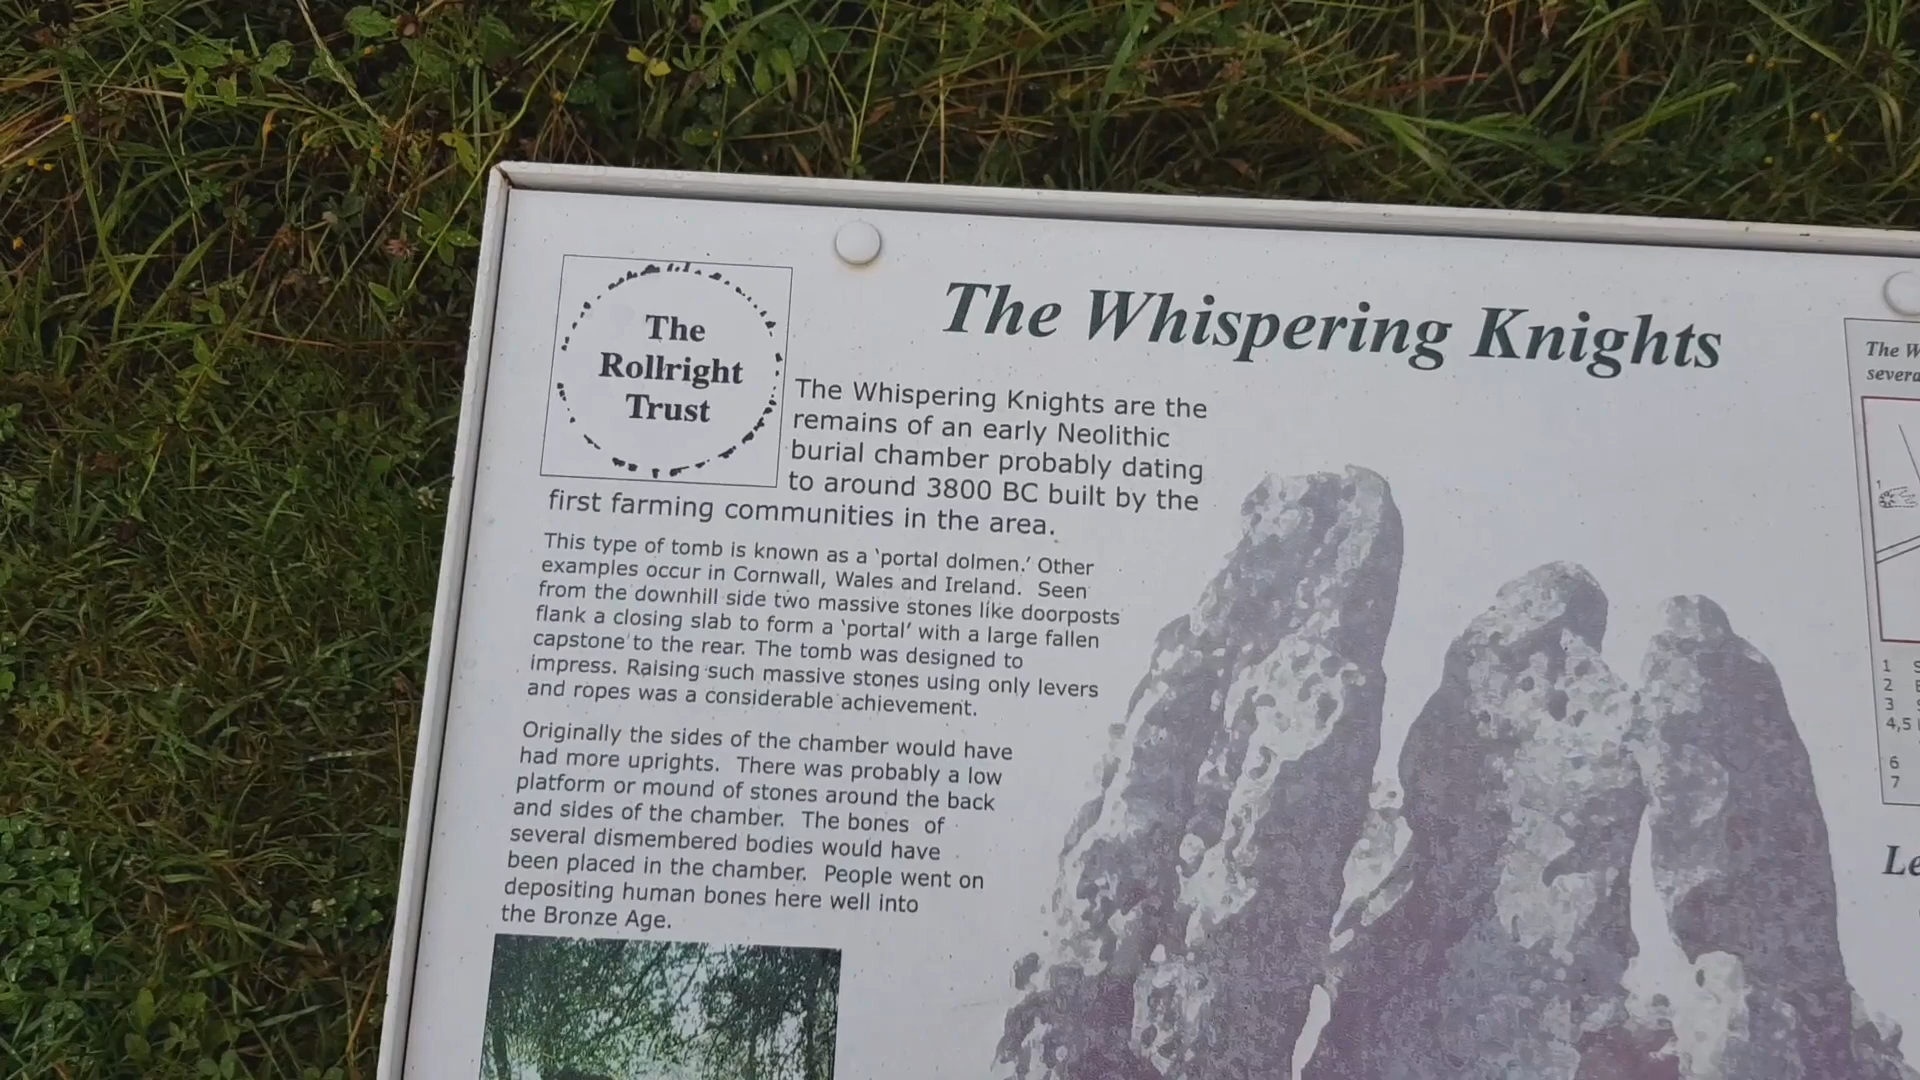 The
Rollright
Trust
The Whispering Knights
The Whispering Knights are the
remains of an early Neolithic
burial chamber probably dating
to around 3800 BC built by the
first farming communities in the area.
This type of tomb is known as a ‘portal dolmen.’ Other
examples occur in Cornwall, Wales and Ireland. Seen
from the downhill side two massive stones like doorposts
flank a closing slab to form a ‘portal’ with a large fallen
capstone to the rear. The tomb was designed to
impress. Raising such massive stones using only levers
and ropes was a considerable achievement.
Originally the sides of the chamber would have
had more uprights. There was probably a low
platform or mound of stones around the back
and sides of the chamber. The bones of
several dismembered bodies would have
been placed in the chamber. People went on
depositing human bones here well into
the Bronze Age.
The
1
1
2
3
4,5
6
7